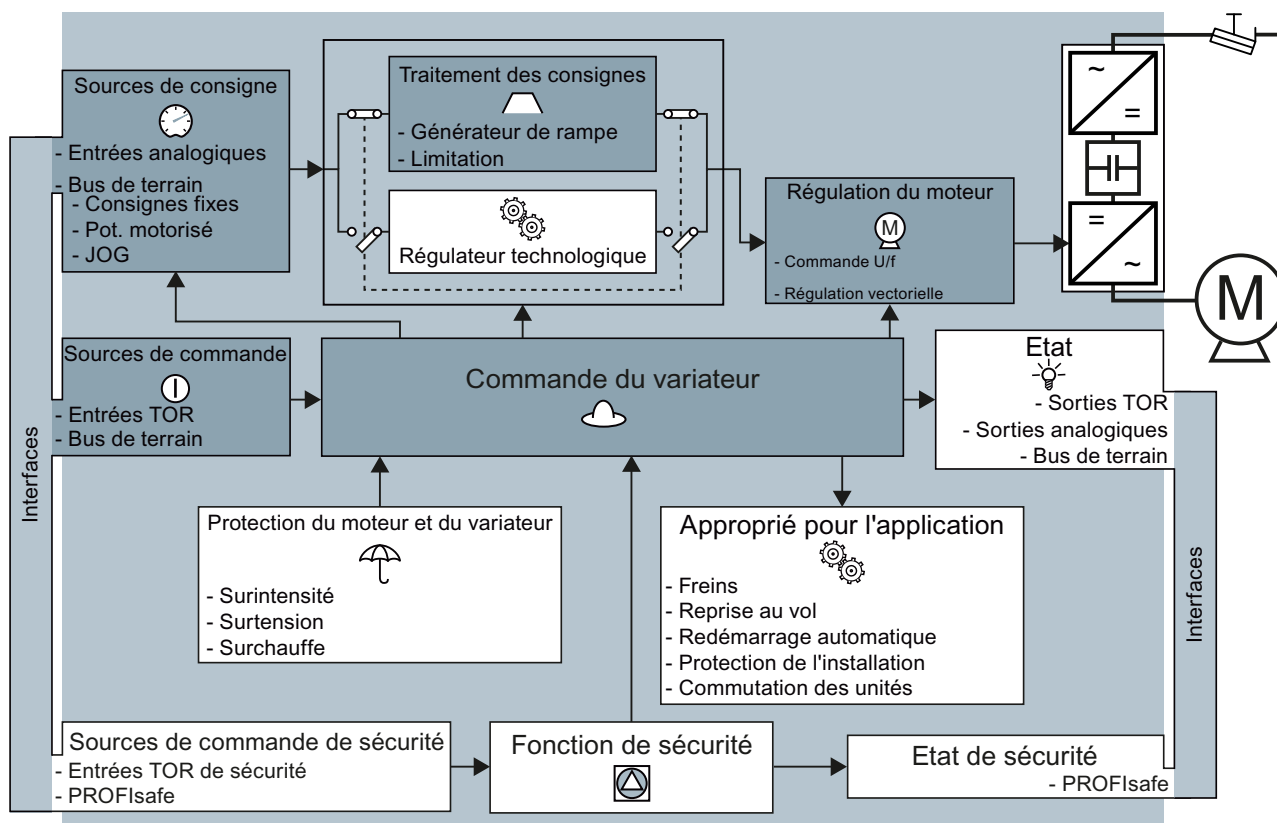 Sources de consigne
- Entrées analogiques
- Bus de terrain
- Consignes fixes
- Pot. motorisé
- JOG
Traitement des consignes
- Générateur de rampe
- Limitation
Régulateur technologique
Régulation du moteur
M
- Commande U/f
- Régulation vectorielle
~
=
=
~
M
Sources de commande
- Entrées TOR
- Bus de terrain
Commande du variateur
Etat
- Sorties TOR
- Sorties analogiques
- Bus de terrain
Interfaces
Protection du moteur et du variateur
- Surintensité
- Surtension
- Surchauffe
Approprié pour l'application
- Freins
- Reprise au vol
- Redémarrage automatique
- Protection de l'installation
- Commutation des unités
Interfaces
Sources de commande de sécurité
- Entrées TOR de sécurité
- PROFIsafe
Fonction de sécurité
Etat de sécurité
- PROFIsafe